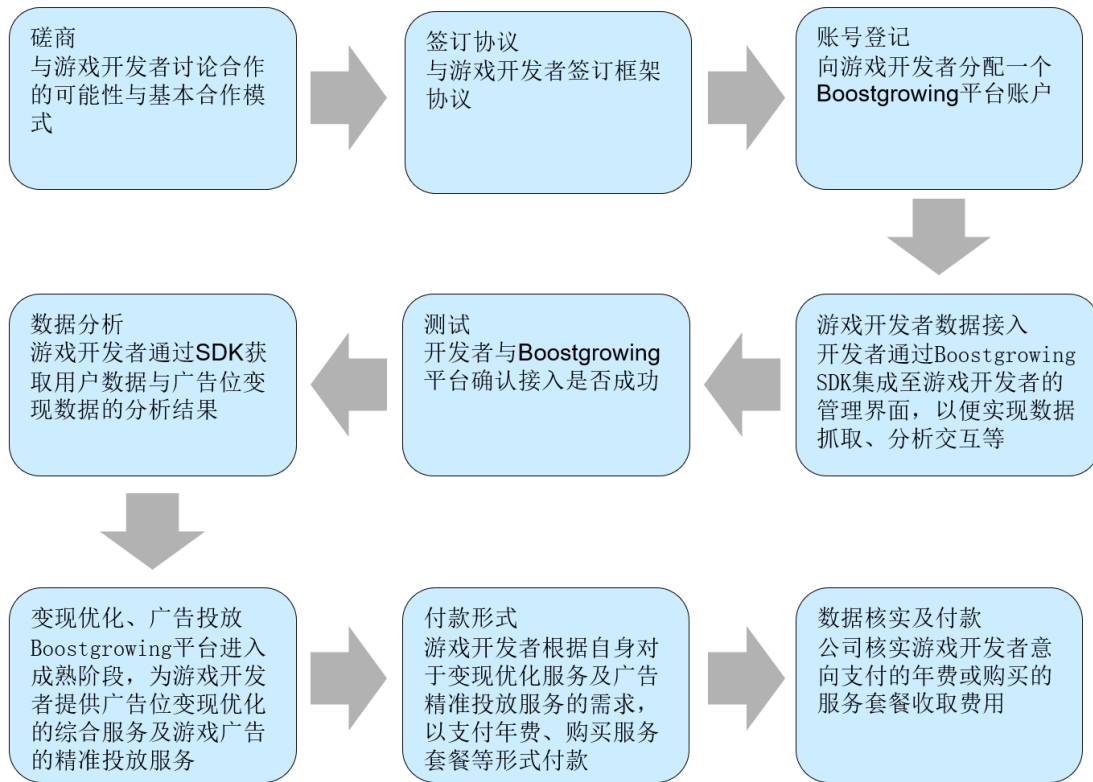 磋商
与游戏开发者讨论合作
的可能性与基本合作模
式
签订协议
与游戏开发者签订框架
协议
账号登记
向游戏开发者分配一个
Boostgrowing平台账户
游戏开发者数据接入
开发者通过Boostgrowing
SDK集成至游戏开发者的
管理界面，以便实现数据
抓取、分析交互等
测试
开发者与Boostgrowing
平台确认接入是否成功
数据分析
游戏开发者通过SDK获
取用户数据与广告位变
现数据的分析结果
变现优化、广告投放
Boostgrowing平台进入
成熟阶段，为游戏开发
者提供广告位变现优化
的综合服务及游戏广告
的精准投放服务
付款形式
游戏开发者根据自身对
于变现优化服务及广告
精准投放服务的需求，
以支付年费、购买服务
套餐等形式付款
数据核实及付款
公司核实游戏开发者意
向支付的年费或购买的
服务套餐收取费用